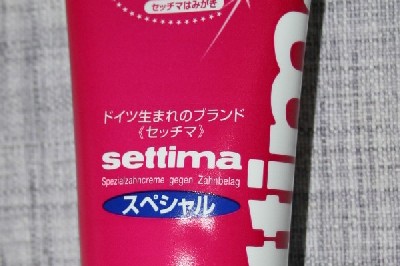 セッチマはみがき
ドイツ生まれのブランド
《セッチマ》
settima
Spezialzahncreme gegen Zahnbelag
スペシャル